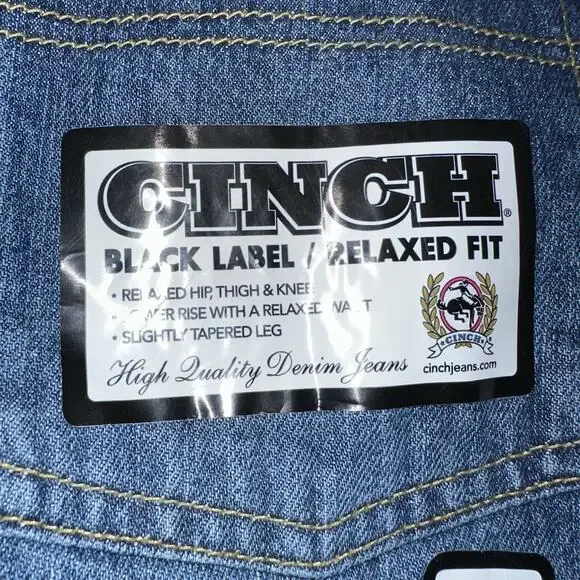 CINCH®
BLACK LABEL / RELAXED FIT
* RELAXED HIP, THIGH & KNEE
* LOWER RISE WITH A RELAXED WAIST
* SLIGHTLY TAPERED LEG
High Quality Denim Jeans
CINCH
cinchjeans.com